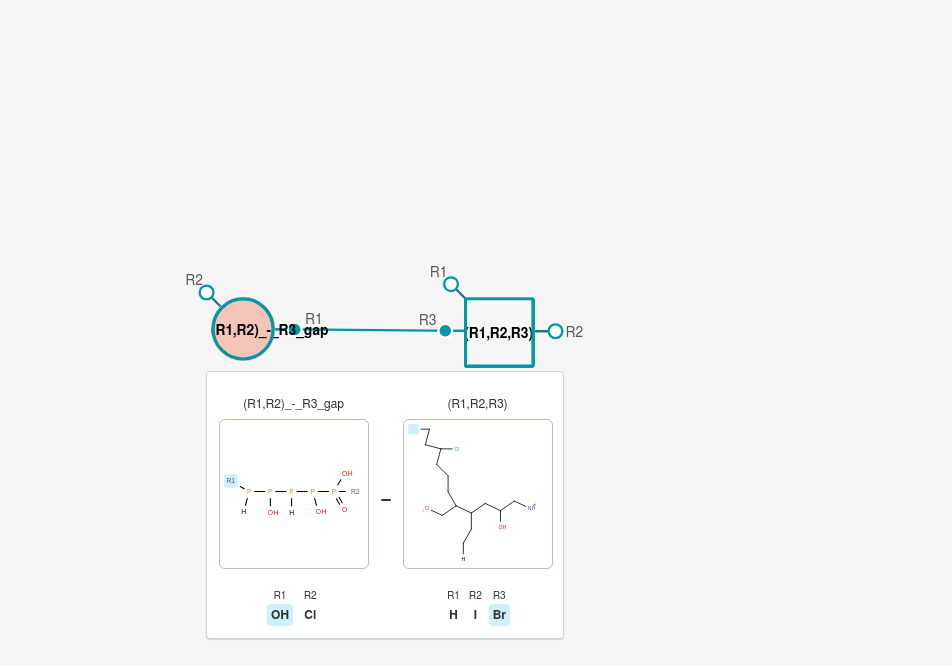 R1
R2
R1
R3
(R1,R2)_-_R3_gap
(R1,R2,R3)
R2
(R1,R2)_-_R3_gap
(R1,R2,R3)
Cl
OH
R1
P P P P P R2
H OH H OH O
O
NH
OH
H
R1 R2
OH Cl
R1 R2 R3
H I Br